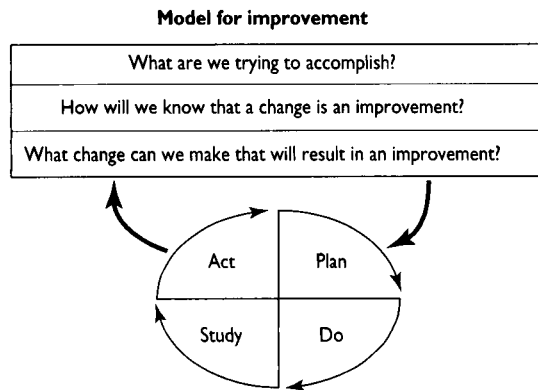 Model for improvement
What are we trying to accomplish?
How will we know that a change is an improvement?
What change can we make that will result in an improvement?
Act
Plan
Study
Do